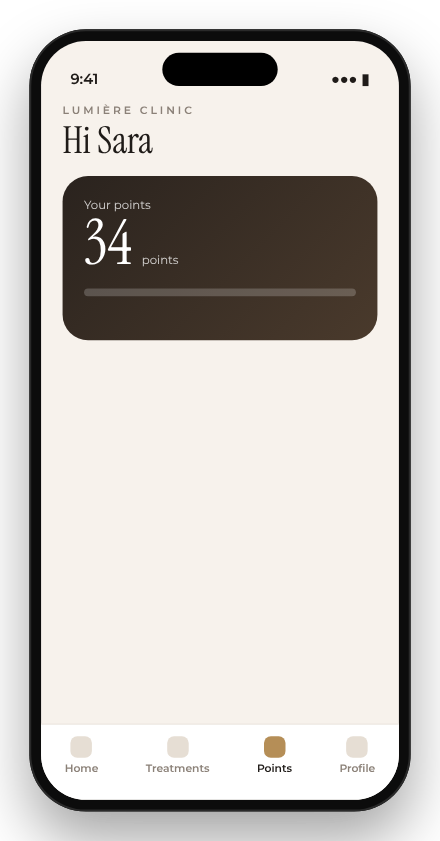 9:41
LUMIÈRE CLINIC
Hi Sara
Your points
34 points
Home Treatments Points Profile